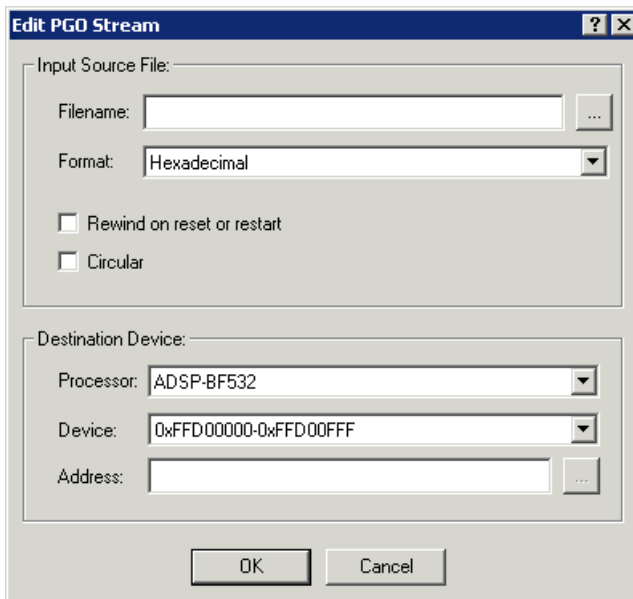 Edit PGO Stream
Input Source File:
Filename:
...
Format: Hexadecimal
Rewind on reset or restart
Circular
Destination Device:
Processor: ADSP-BF532
Device: 0xFFD00000-0xFFD00FFF
Address:
...
OK Cancel